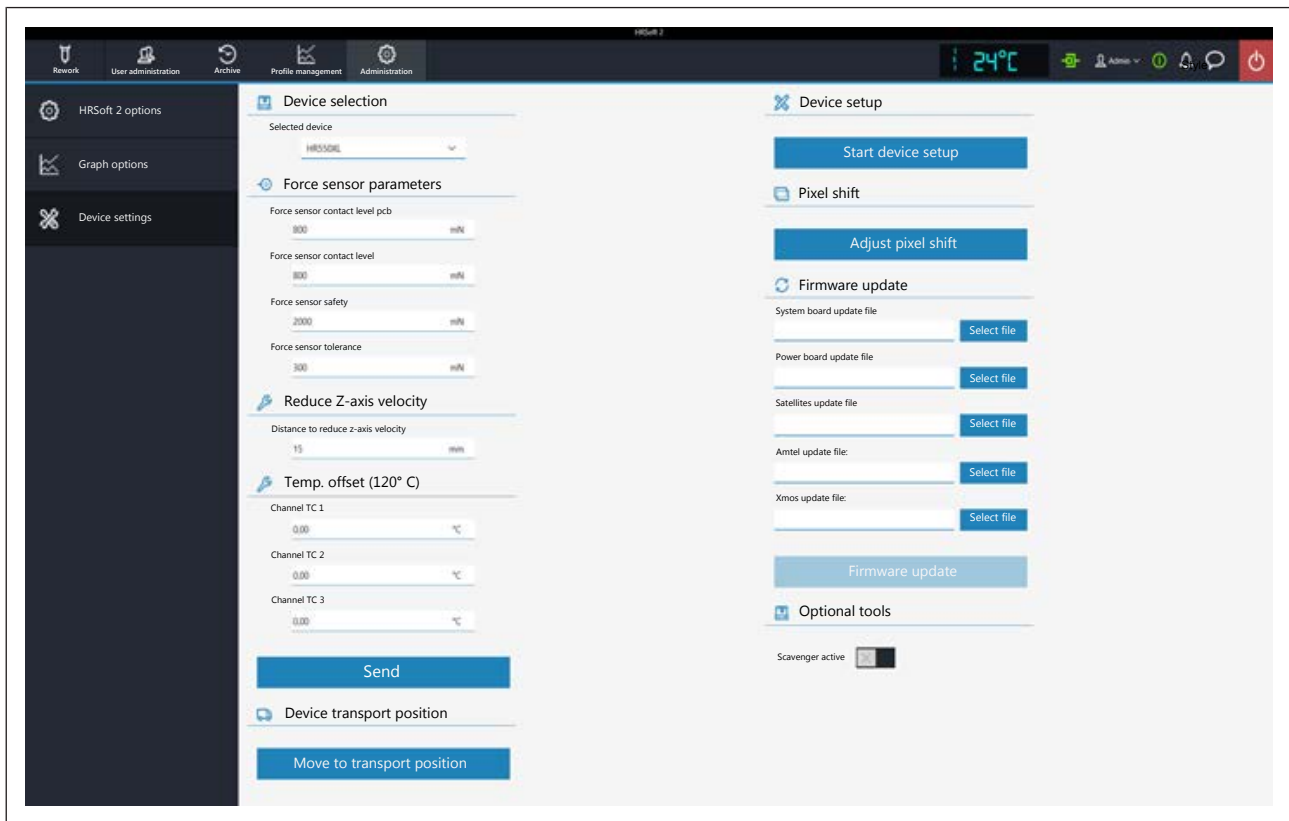 HRSoft 2
Rework
User administration
Archive
Profile management
Administration
24°C
Admin
HRSoft 2 options
Graph options
Device settings
Device selection
Selected device
HR550XL
Force sensor parameters
Force sensor contact level pcb
800 mN
Force sensor contact level
800 mN
Force sensor safety
2000 mN
Force sensor tolerance
300 mN
Reduce Z-axis velocity
Distance to reduce z-axis velocity
15 mm
Temp. offset (120° C)
Channel TC 1
0,00 °C
Channel TC 2
0,00 °C
Channel TC 3
0,00 °C
Send
Device transport position
Move to transport position
Device setup
Start device setup
Pixel shift
Adjust pixel shift
Firmware update
System board update file
Select file
Power board update file
Select file
Satellites update file
Select file
Amtel update file:
Select file
Xmos update file:
Select file
Firmware update
Optional tools
Scavenger active